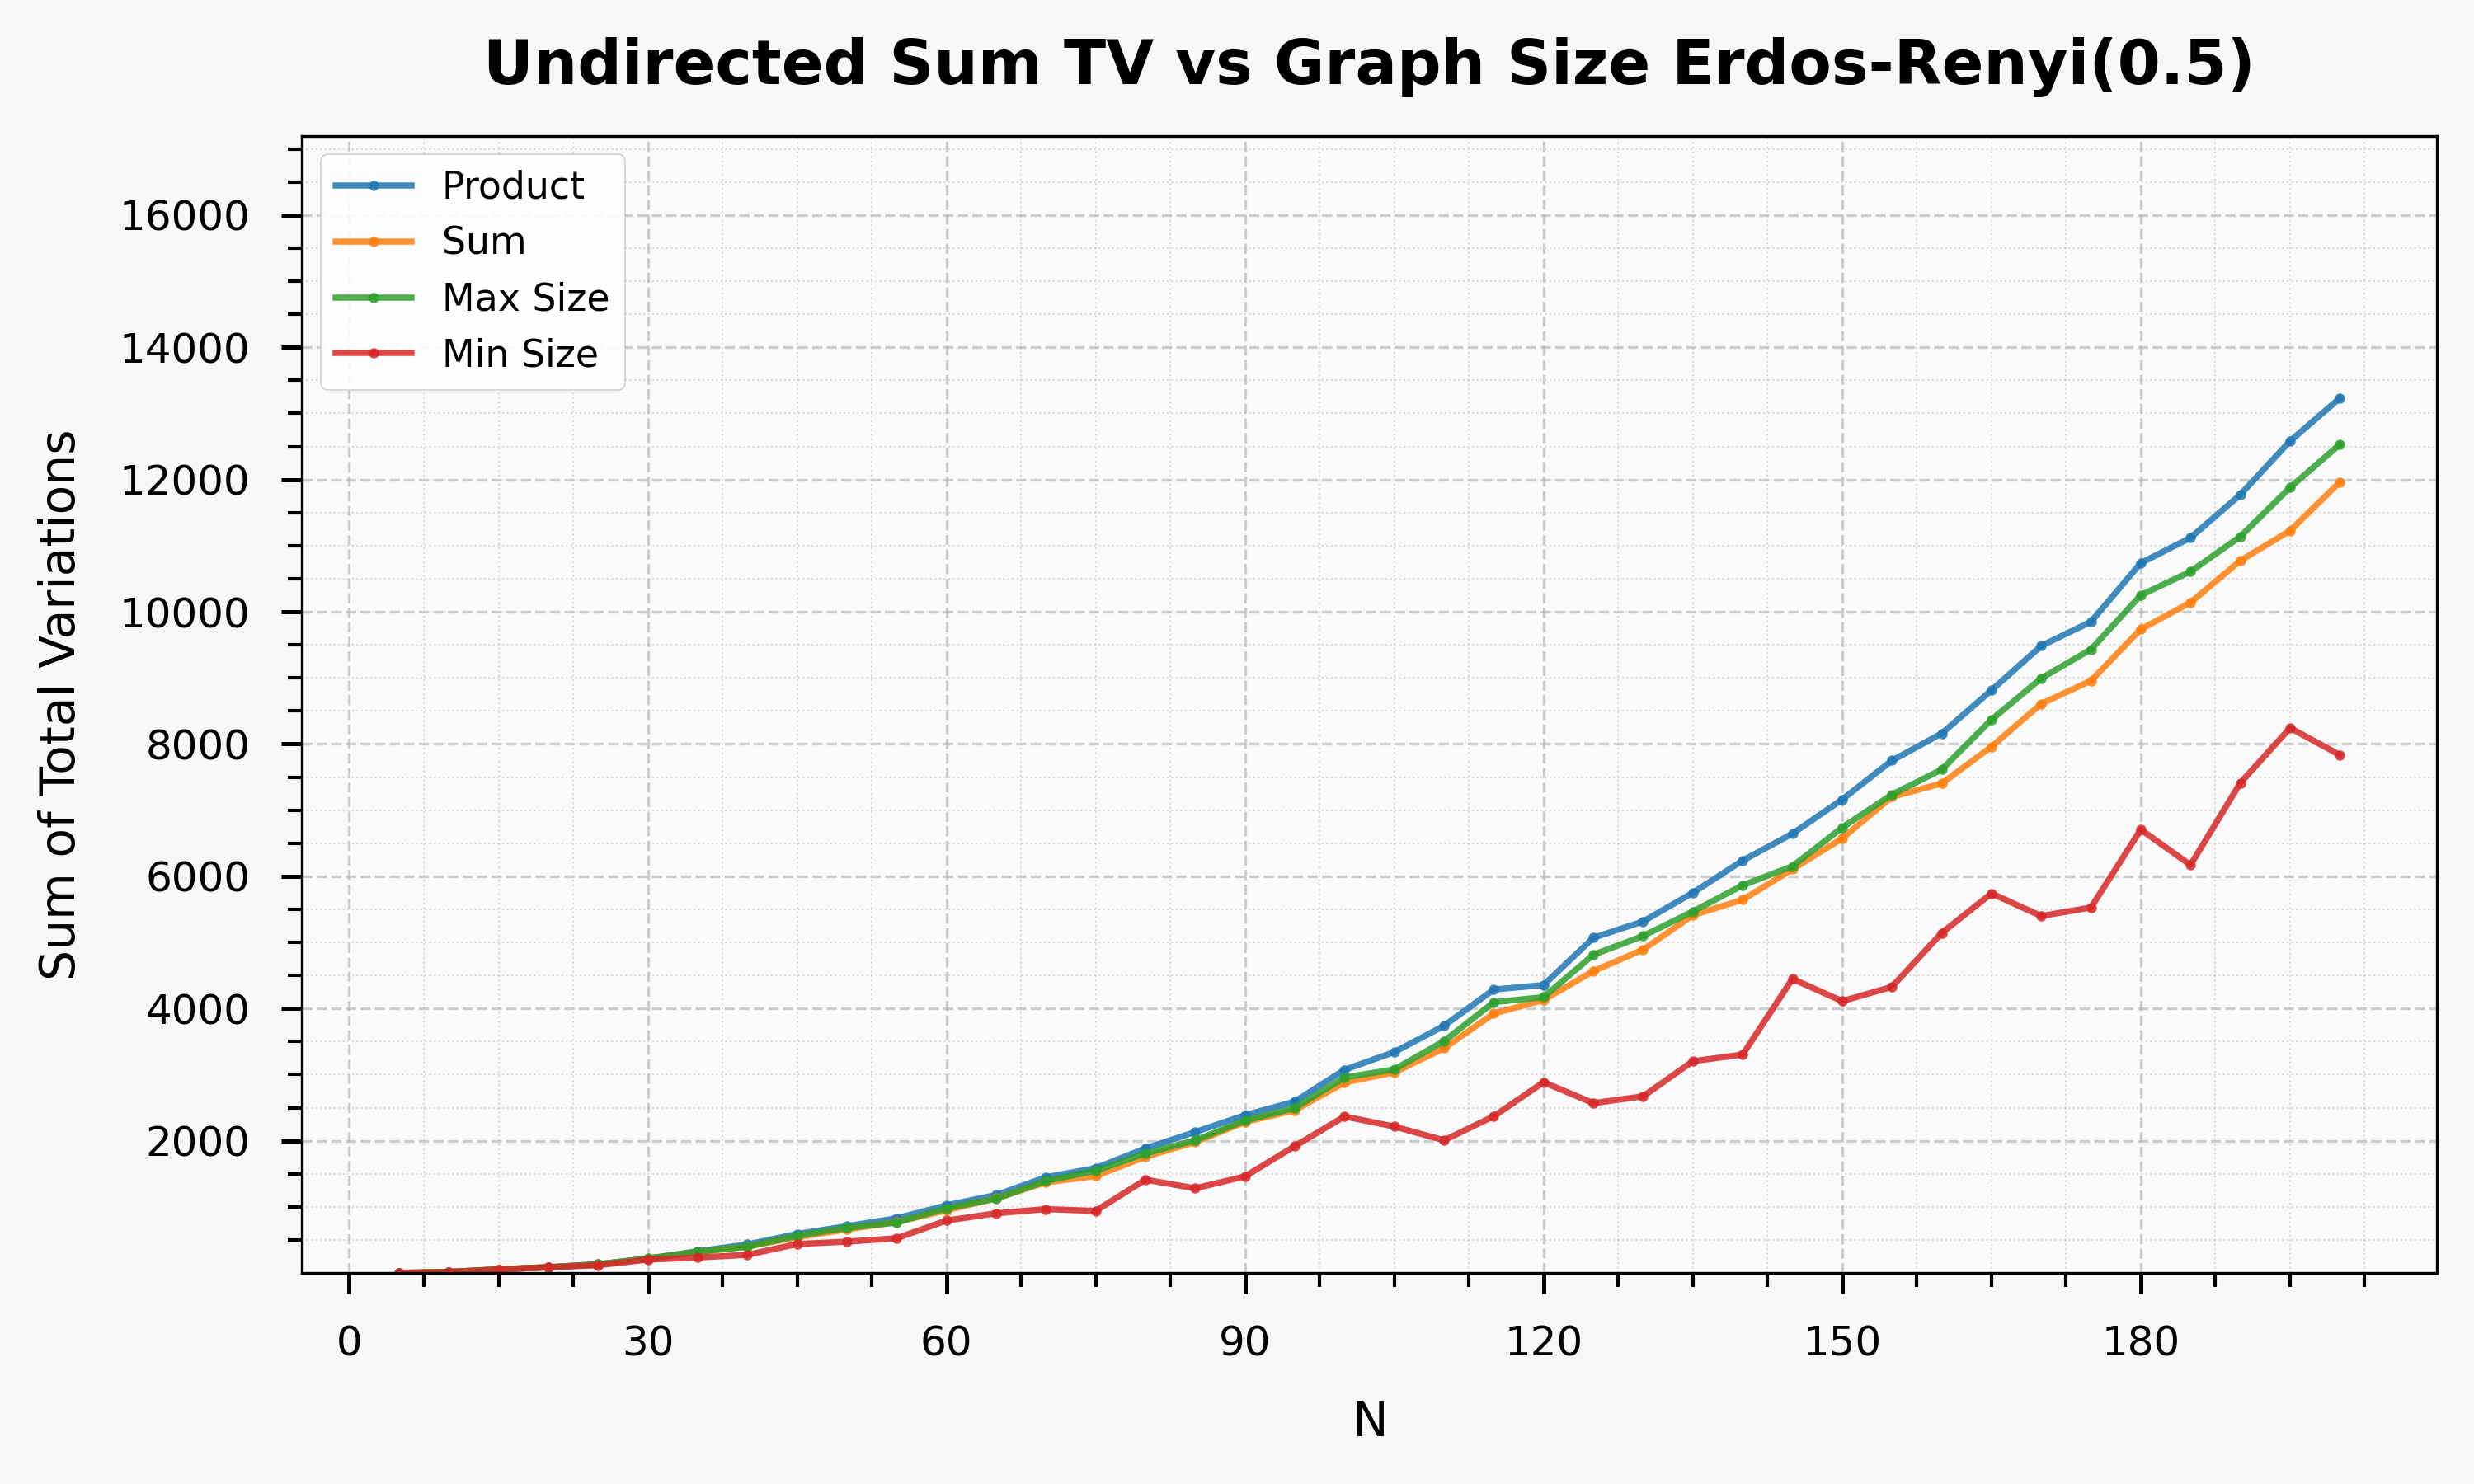 Undirected Sum TV vs Graph Size Erdos-Renyi(0.5)
Product
Sum
Max Size
Min Size
16000
14000
12000
10000
8000
6000
4000
2000
Sum of Total Variations
0 30 60 90 120 150 180
N